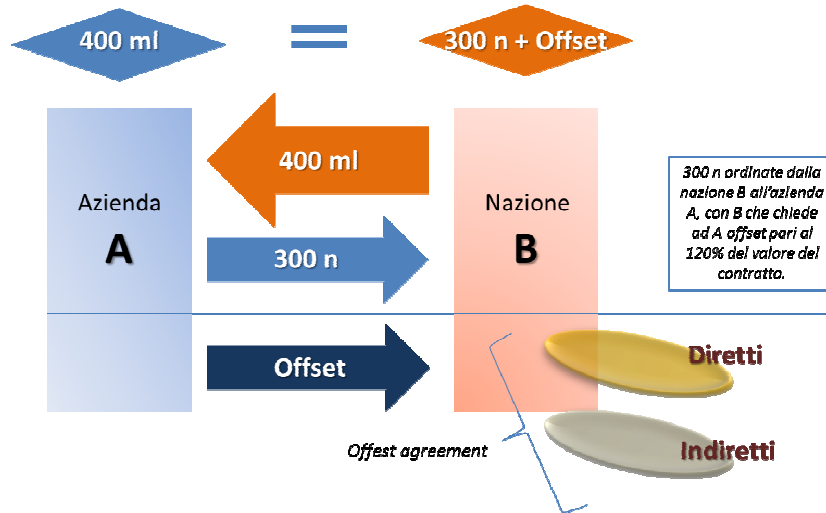 400 ml
=
300 n + Offset
Azienda
A
400 ml
300 n
Nazione
B
300 n ordinate dalla
nazione B all'azienda
A, con B che chiede
ad A offset pari al
120% del valore del
contratto.
Offset
Diretti
Offest agreement
Indiretti